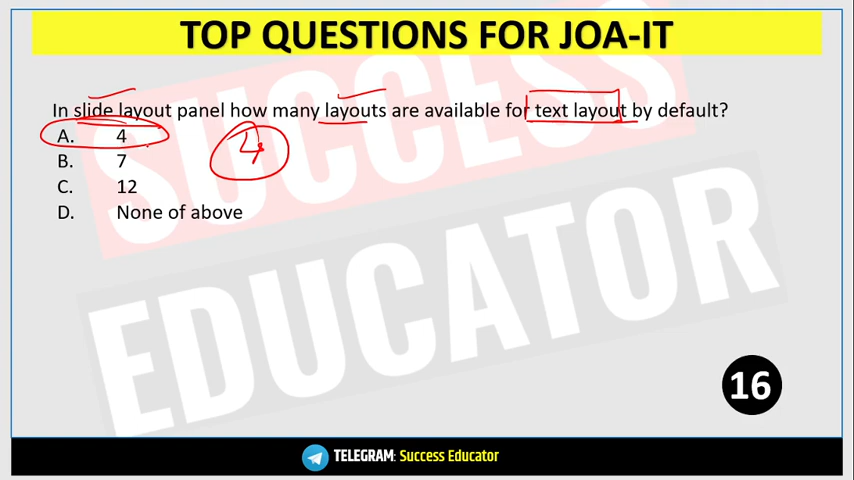 TOP QUESTIONS FOR JOA-IT
In slide layout panel how many layouts are available for text layout by default?
A. 4
4
B. 7
C. 12
D. None of above
SUCCESS
EDUCATOR
16
TELEGRAM: Success Educator